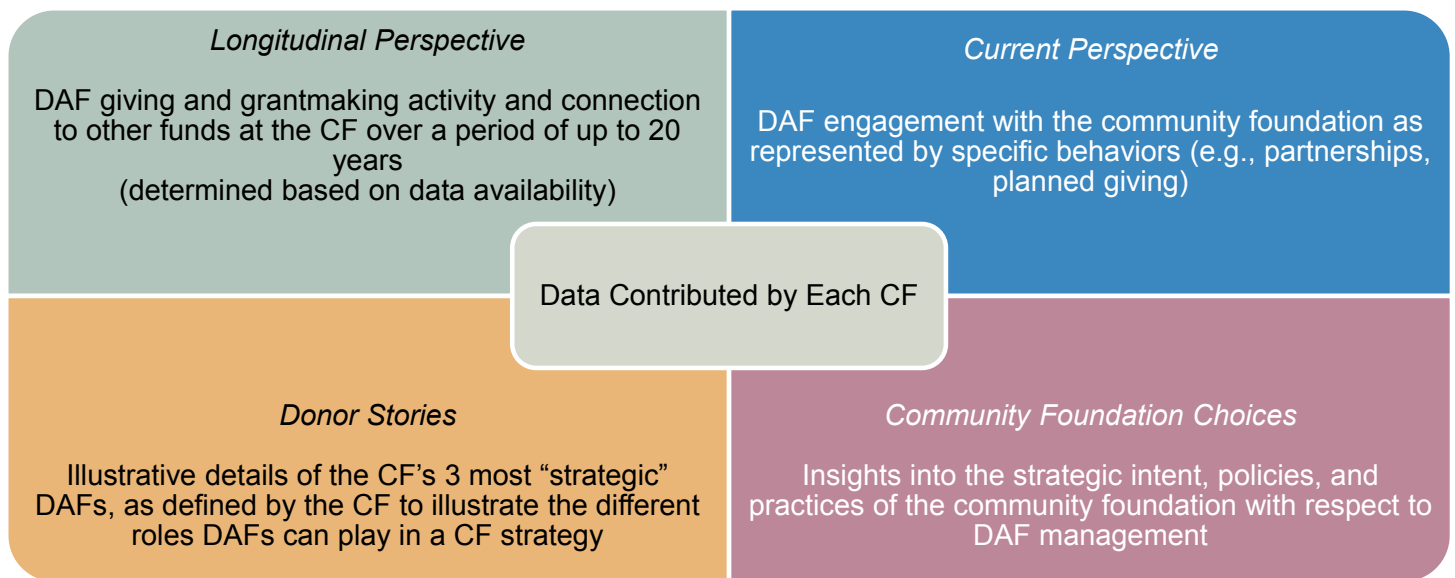 Longitudinal Perspective
DAF giving and grantmaking activity and connection
to other funds at the CF over a period of up to 20
years
(determined based on data availability)
Current Perspective
DAF engagement with the community foundation as
represented by specific behaviors (e.g., partnerships,
planned giving)
Data Contributed by Each CF
Donor Stories
Illustrative details of the CF’s 3 most “strategic”
DAFs, as defined by the CF to illustrate the different
roles DAFs can play in a CF strategy
Community Foundation Choices
Insights into the strategic intent, policies, and
practices of the community foundation with respect to
DAF management